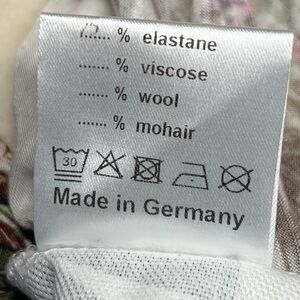 ...... % elastane
....... % viscose
....... % wool
....... % mohair
30
Made in Germany